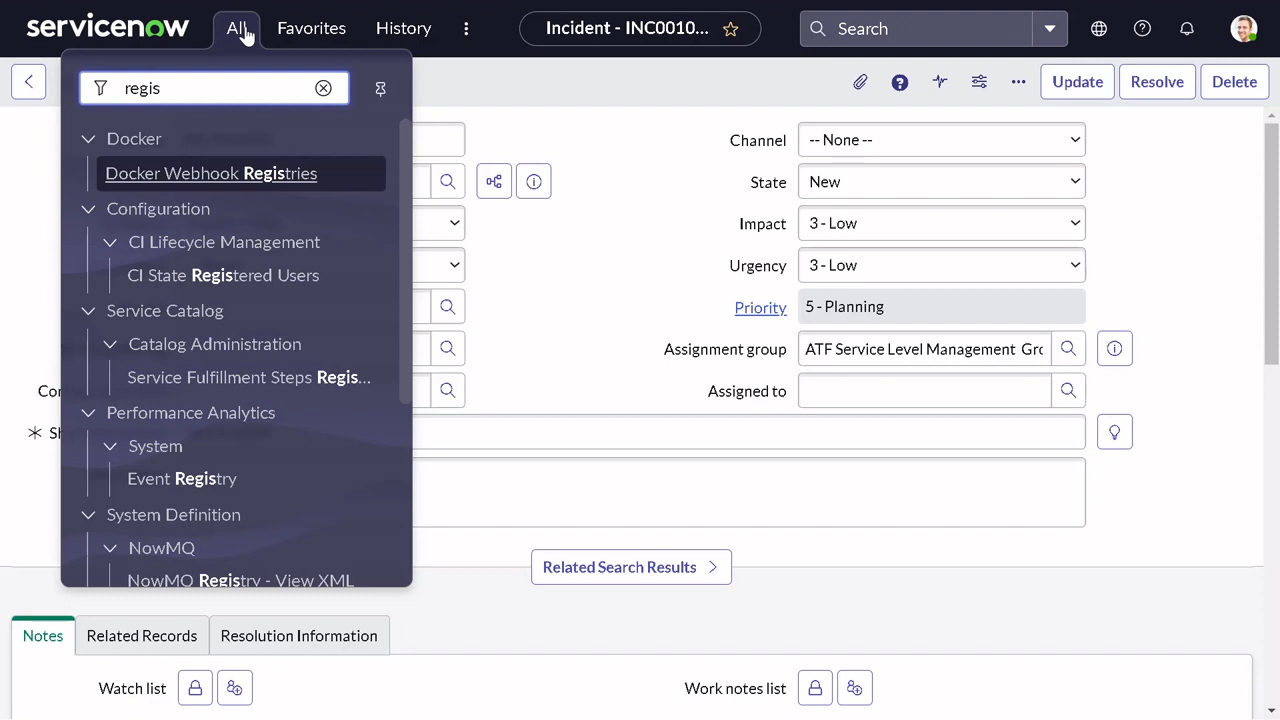 servicenow
All
Favorites
History
Incident - INC0010...
Search
regis
Update
Resolve
Delete
Docker
Docker Webhook Registries
Configuration
CI Lifecycle Management
CI State Registered Users
Service Catalog
Catalog Administration
Service Fulfillment Steps Regis...
Performance Analytics
System
Event Registry
System Definition
NowMQ
NowMQ Registry - View XML
Channel
-- None --
State
New
Impact
3 - Low
Urgency
3 - Low
Priority
5 - Planning
Assignment group
ATF Service Level Management Gro
Assigned to
Related Search Results
Notes
Related Records
Resolution Information
Watch list
Work notes list